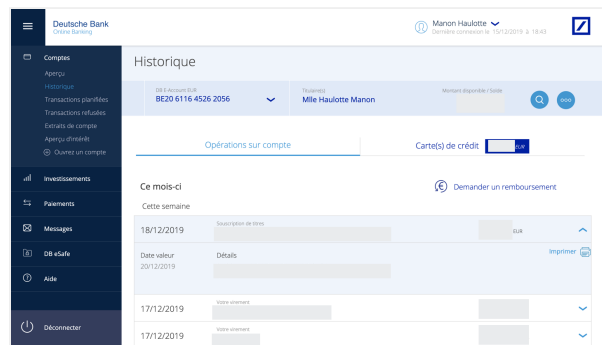 Deutsche Bank
Online Banking
Manon Haulotte
Dernière connexion le 15/12/2019 à 18:43
Comptes
Aperçu
Historique
Transactions planifiées
Transactions refusées
Extraits de compte
Aperçu d'intérêt
Ouvrez un compte
Investissements
Paiements
Messages
DB eSafe
Aide
Déconnecter
Historique
DB E Account EUR
BE20 6116 4526 2056
Titulaire(s)
Mlle Haulotte Manon
Montant disponible / Solde
Opérations sur compte
Carte(s) de crédit
EUR
Ce mois-ci
Demander un remboursement
Cette semaine
18/12/2019
Souscription de titres
EUR
Date valeur
20/12/2019
Détails
Imprimer
17/12/2019
Votre virement
17/12/2019
Votre virement